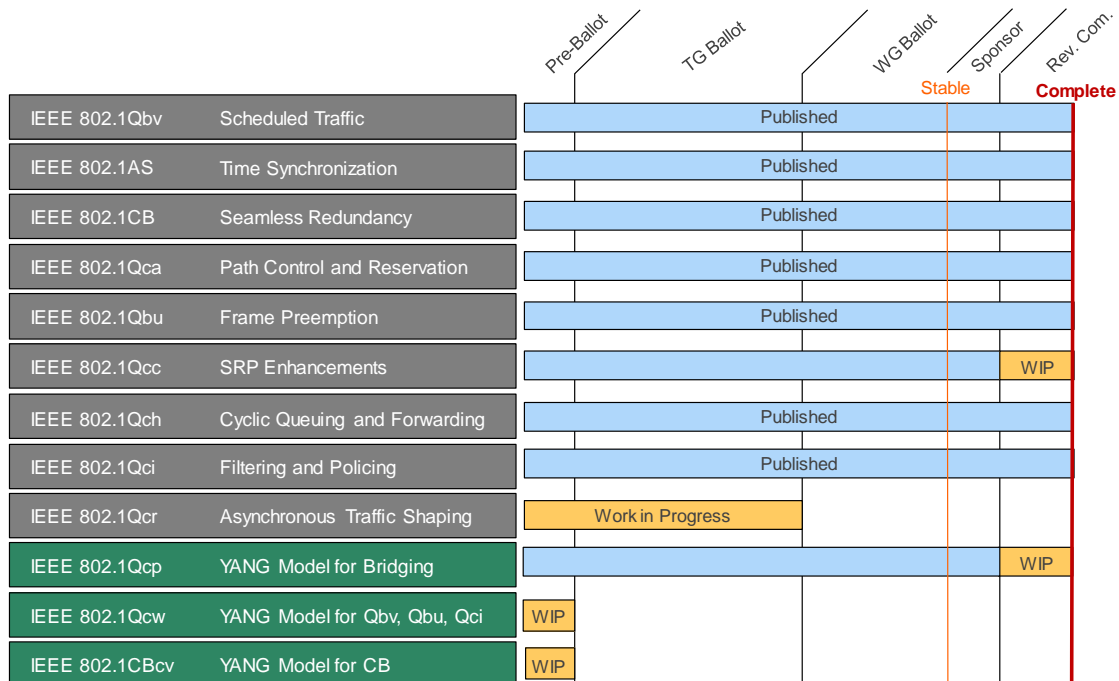 Pre-Ballot
TG Ballot
WG Ballot
Sponsor
Rev. Com.
Stable
Complete
IEEE 802.1Qbv Scheduled Traffic Published
IEEE 802.1AS Time Synchronization Published
IEEE 802.1CB Seamless Redundancy Published
IEEE 802.1Qca Path Control and Reservation Published
IEEE 802.1Qbu Frame Preemption Published
IEEE 802.1Qcc SRP Enhancements WIP
IEEE 802.1Qch Cyclic Queuing and Forwarding Published
IEEE 802.1Qci Filtering and Policing Published
IEEE 802.1Qcr Asynchronous Traffic Shaping Work in Progress
IEEE 802.1Qcp YANG Model for Bridging WIP
IEEE 802.1Qcw YANG Model for Qbv, Qbu, Qci WIP
IEEE 802.1CBcv YANG Model for CB WIP